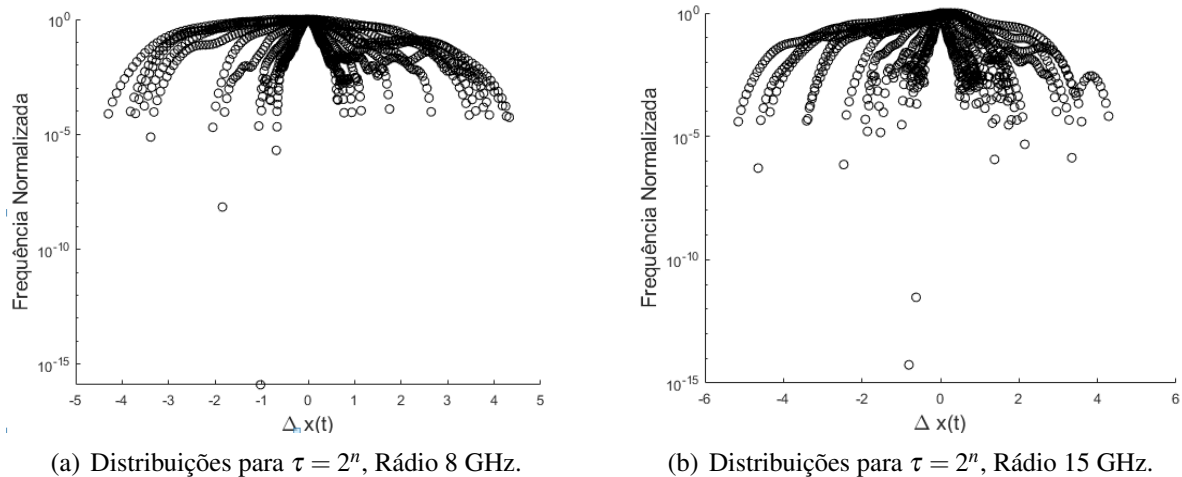 10^0
10^-5
10^-10
10^-15
Frequência Normalizada
-5 -4 -3 -2 -1 0 1 2 3 4 5
Δ x(t)
(a) Distribuições para τ = 2^n, Rádio 8 GHz.
10^0
10^-5
10^-10
10^-15
Frequência Normalizada
-6 -4 -2 0 2 4 6
Δ x(t)
(b) Distribuições para τ = 2^n, Rádio 15 GHz.